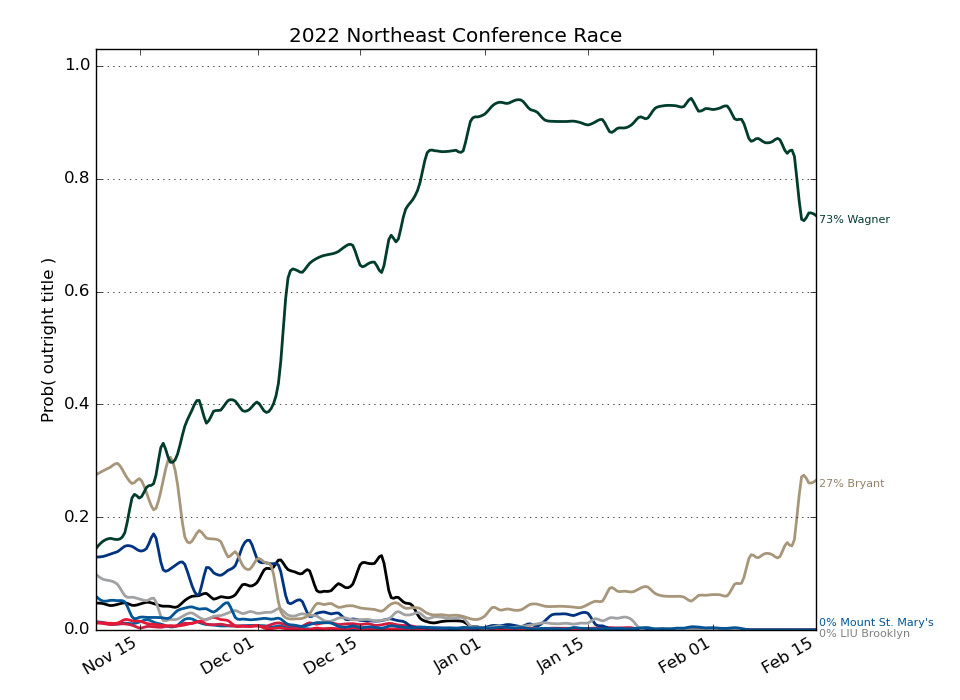 2022 Northeast Conference Race
Prob( outright title )
1.0
0.8
0.6
0.4
0.2
0.0
Nov 15
Dec 01
Dec 15
Jan 01
Jan 15
Feb 01
Feb 15
73% Wagner
27% Bryant
0% Mount St. Mary's
0% LIU Brooklyn